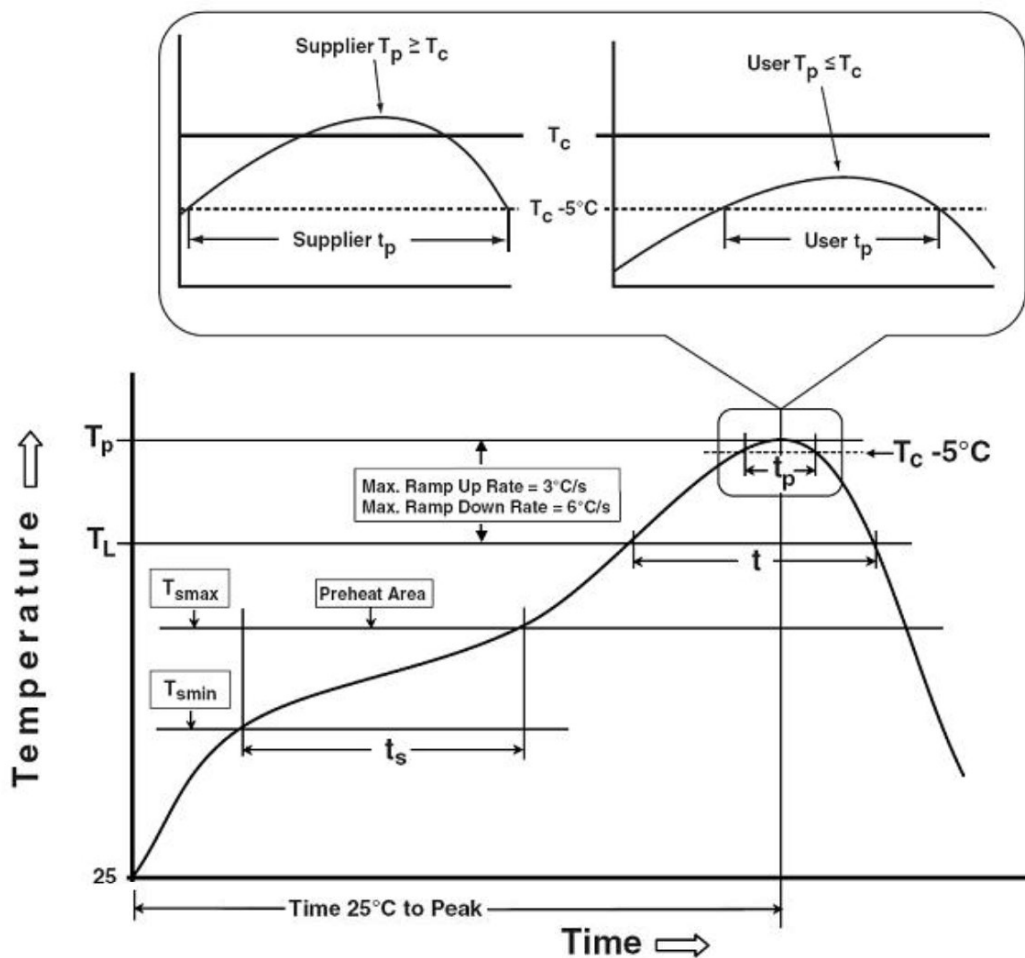 Supplier Tp ≥ Tc
User Tp ≤ Tc
Tc
Tc -5°C
Supplier tp
User tp
Tp
Tc -5°C
tp
Max. Ramp Up Rate = 3°C/s
Max. Ramp Down Rate = 6°C/s
TL
t
Tsmax
Preheat Area
Tsmin
ts
Temperature
25
Time 25°C to Peak
Time